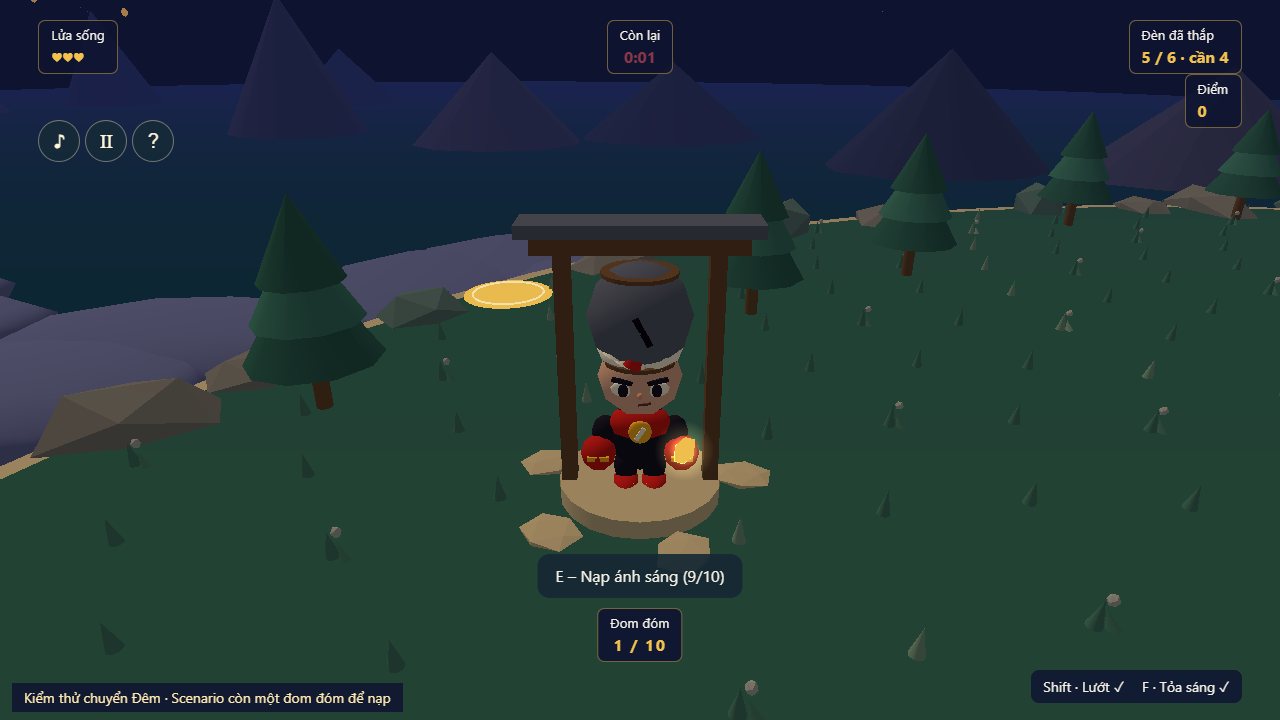 Lửa sống
Còn lại
0:01
Đèn đã thắp
5 / 6 · cần 4
Điểm
0
II
?
E – Nạp ánh sáng (9/10)
Đom đóm
1 / 10
Kiểm thử chuyển Đêm · Scenario còn một đom đóm để nạp
Shift · Lướt ✓ F · Tỏa sáng ✓